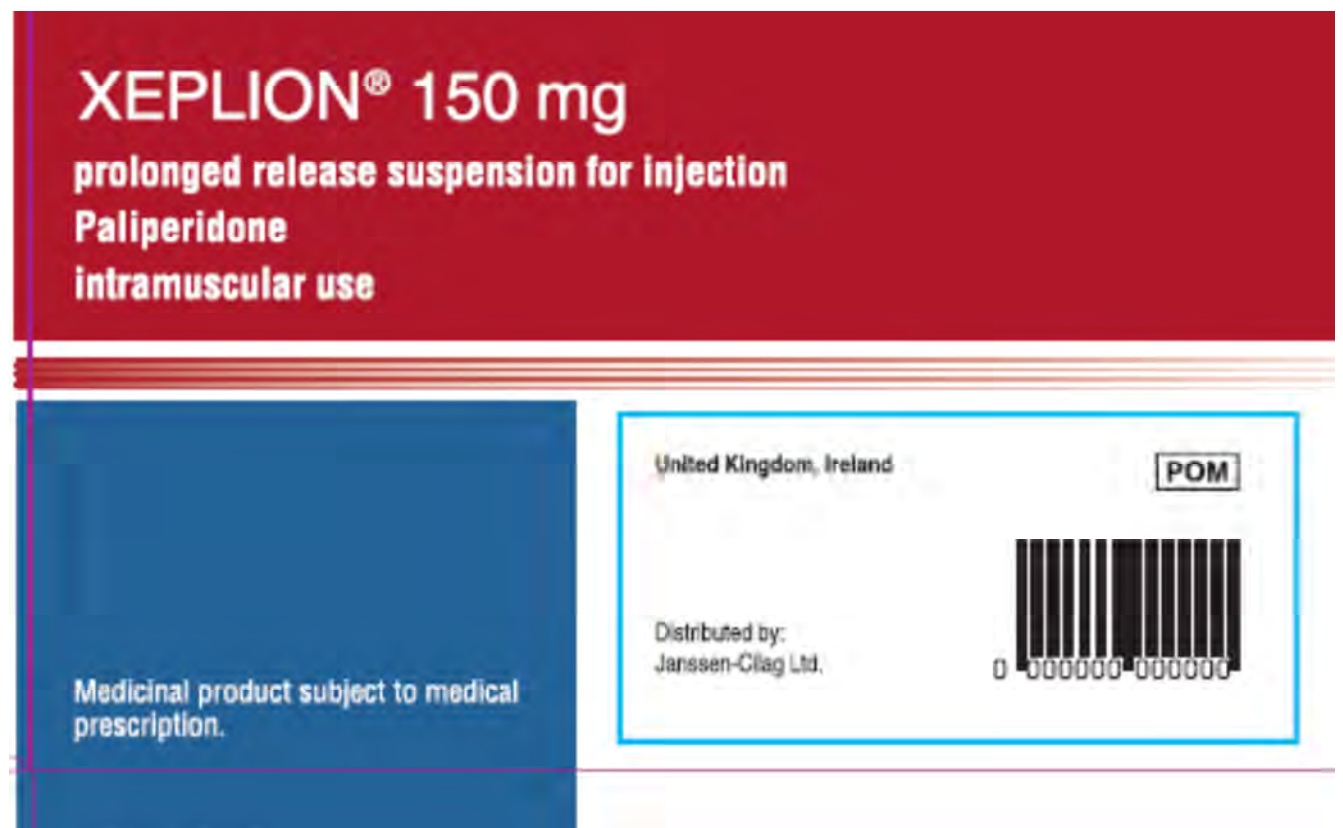 XEPLION® 150 mg
prolonged release suspension for injection
Paliperidone
intramuscular use
United Kingdom, Ireland
POM
Distributed by:
Janssen-Cilag Ltd.
0 000000 000000
Medicinal product subject to medical
prescription.